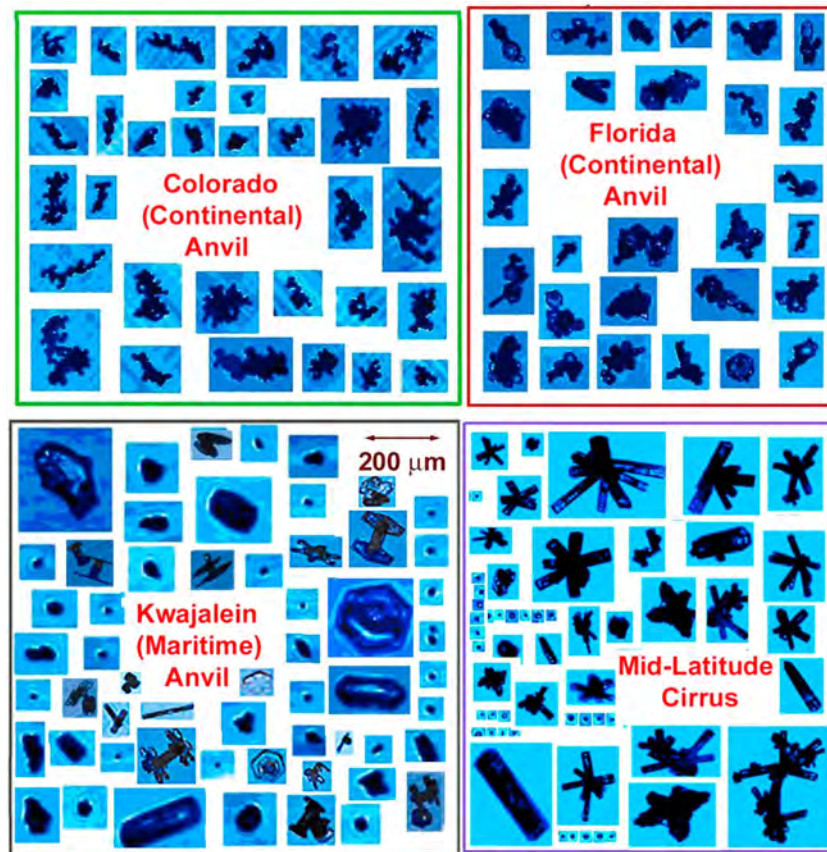 Colorado
(Continental)
Anvil
Florida
(Continental)
Anvil
200 μm
Kwajalein
(Maritime)
Anvil
Mid-Latitude
Cirrus